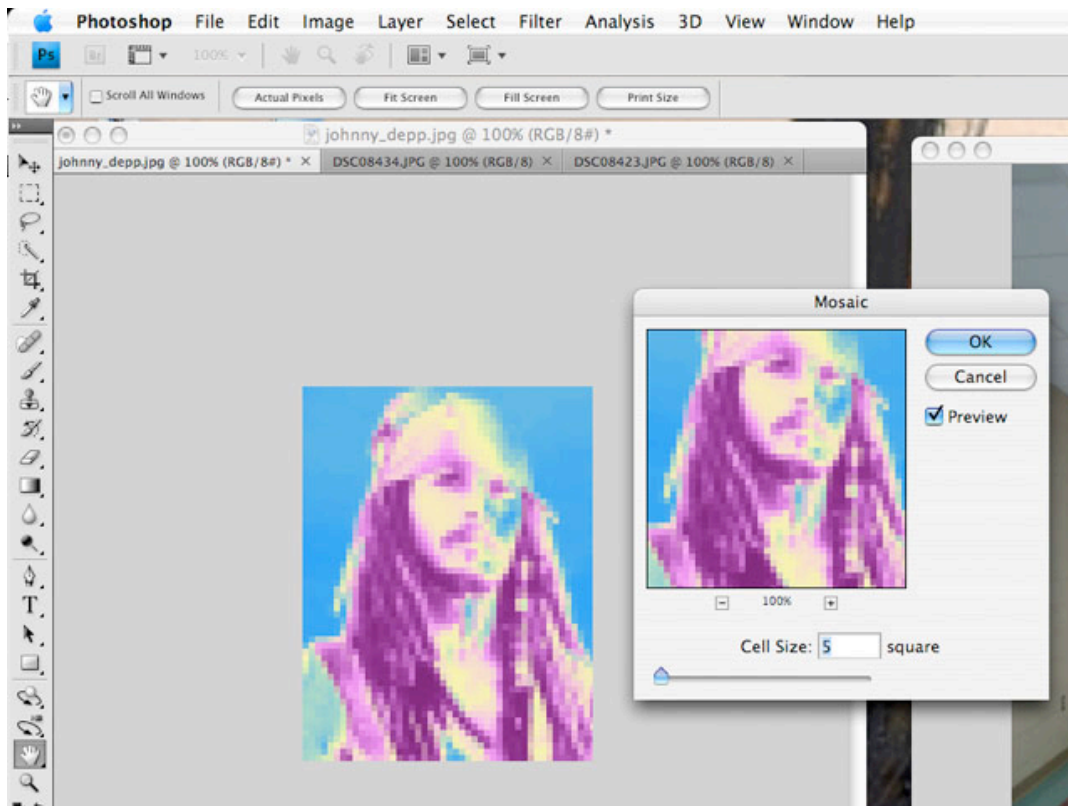 Photoshop File Edit Image Layer Select Filter Analysis 3D View Window Help
Ps Br 100%
Scroll All Windows Actual Pixels Fit Screen Fill Screen Print Size
johnny_depp.jpg @ 100% (RGB/8#) *
johnny_depp.jpg @ 100% (RGB/8#) * × DSC08434.JPG @ 100% (RGB/8) × DSC08423.JPG @ 100% (RGB/8) ×
Mosaic
OK
Cancel
Preview
100%
Cell Size: 5 square
T